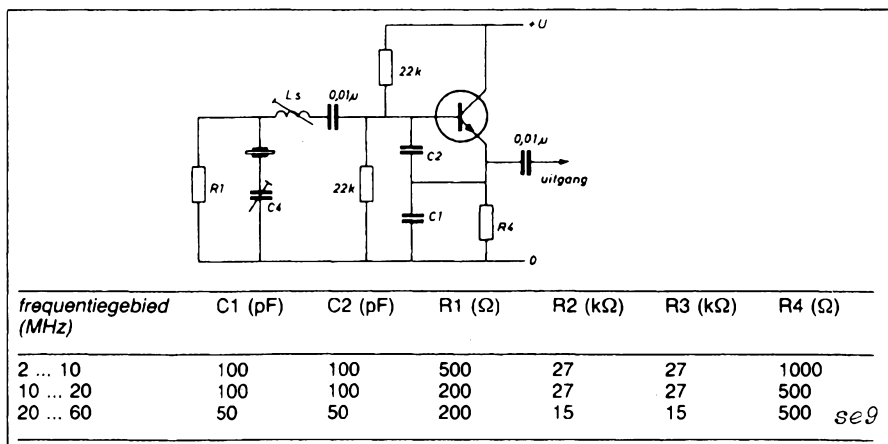 +U
22k
Ls
0,01µ
0,01µ
C2
uitgang
R1
22k
C4
C1
R4
0
frequentiegebied C1 (pF) C2 (pF) R1 (Ω) R2 (kΩ) R3 (kΩ) R4 (Ω)
(MHz)
2 ... 10 100 100 500 27 27 1000
10 ... 20 100 100 200 27 27 500
20 ... 60 50 50 200 15 15 500 se9